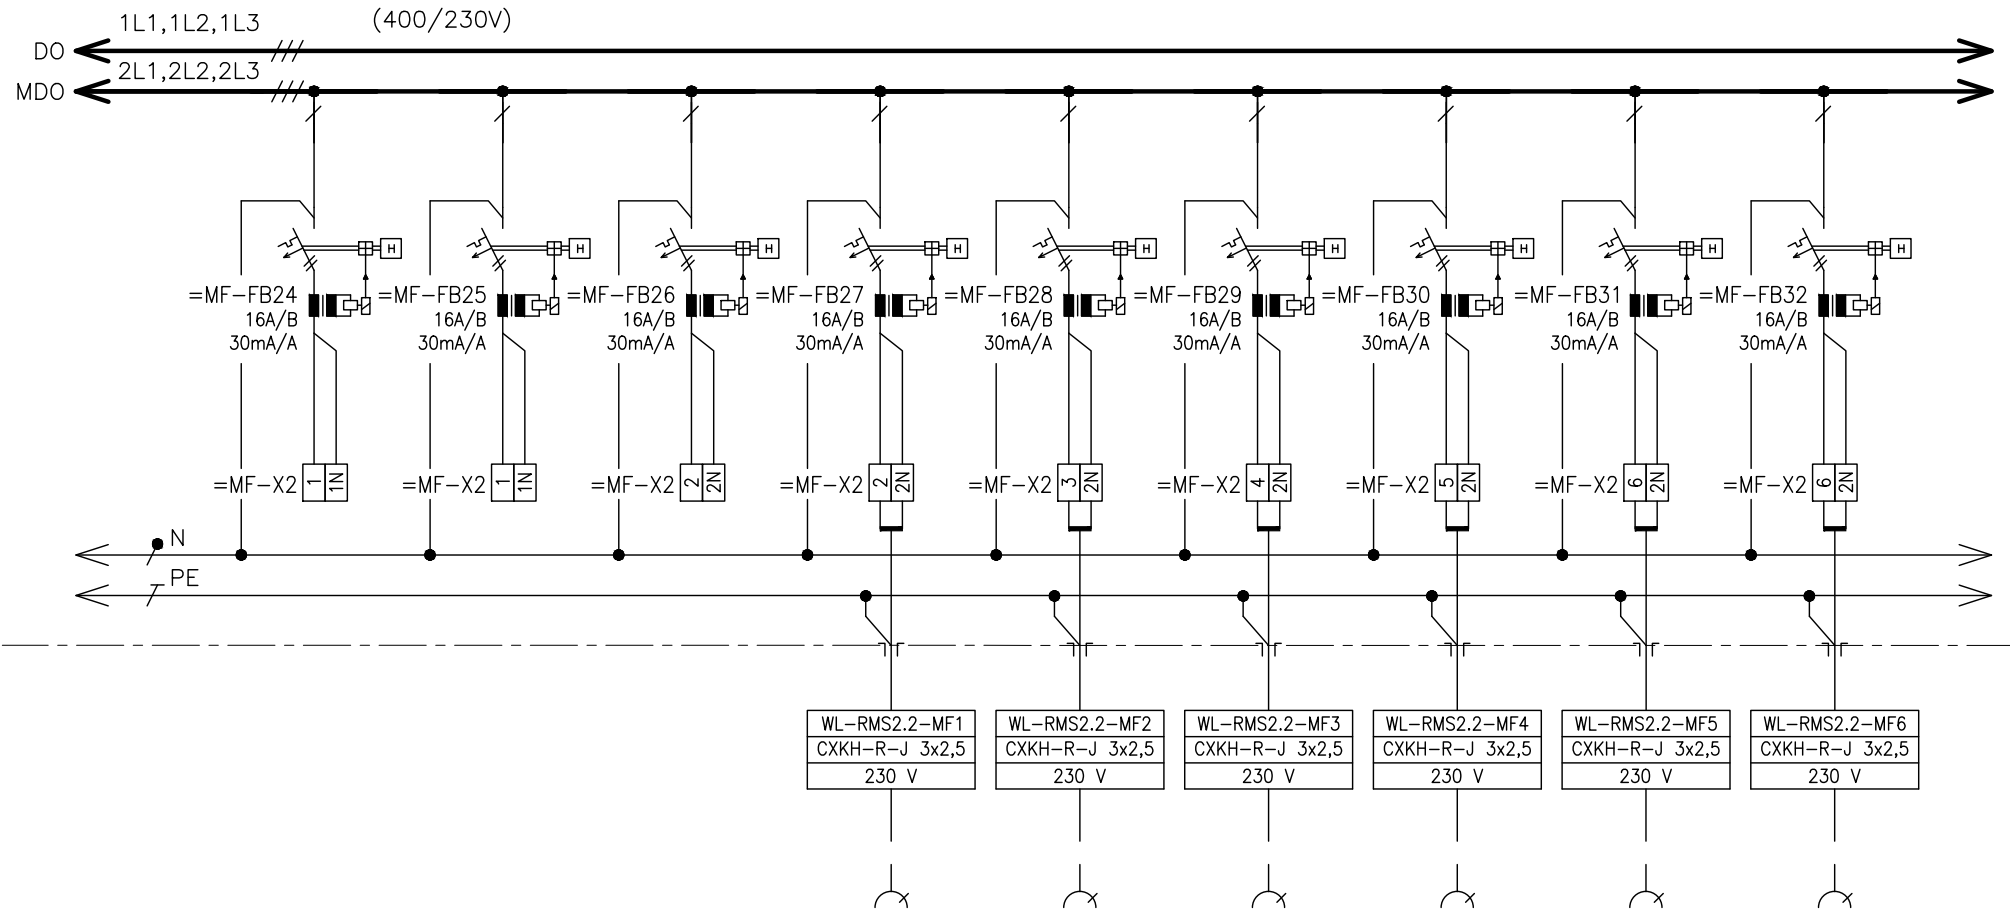 1L1,1L2,1L3 (400/230V)
DO
2L1,2L2,2L3
MDO
H H H H H H H H H
=MF-FB24 =MF-FB25 =MF-FB26 =MF-FB27 =MF-FB28 =MF-FB29 =MF-FB30 =MF-FB31 =MF-FB32
16A/B 16A/B 16A/B 16A/B 16A/B 16A/B 16A/B 16A/B 16A/B
30mA/A 30mA/A 30mA/A 30mA/A 30mA/A 30mA/A 30mA/A 30mA/A 30mA/A
=MF-X2 1 1N =MF-X2 1 1N =MF-X2 2 2N =MF-X2 2 2N =MF-X2 3 2N =MF-X2 4 2N =MF-X2 5 2N =MF-X2 6 2N =MF-X2 6 2N
N
PE
WL-RMS2.2-MF1 WL-RMS2.2-MF2 WL-RMS2.2-MF3 WL-RMS2.2-MF4 WL-RMS2.2-MF5 WL-RMS2.2-MF6
CXKH-R-J 3x2,5 CXKH-R-J 3x2,5 CXKH-R-J 3x2,5 CXKH-R-J 3x2,5 CXKH-R-J 3x2,5 CXKH-R-J 3x2,5
230 V 230 V 230 V 230 V 230 V 230 V